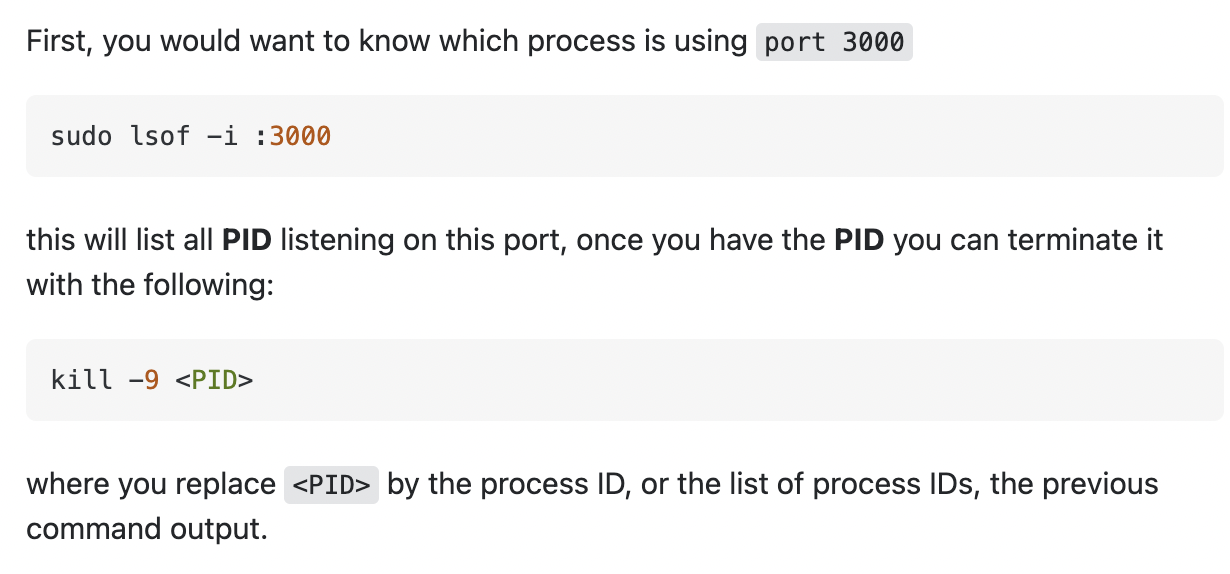 First, you would want to know which process is using port 3000
sudo lsof -i :3000
this will list all PID listening on this port, once you have the PID you can terminate it
with the following:
kill -9 <PID>
where you replace <PID> by the process ID, or the list of process IDs, the previous
command output.